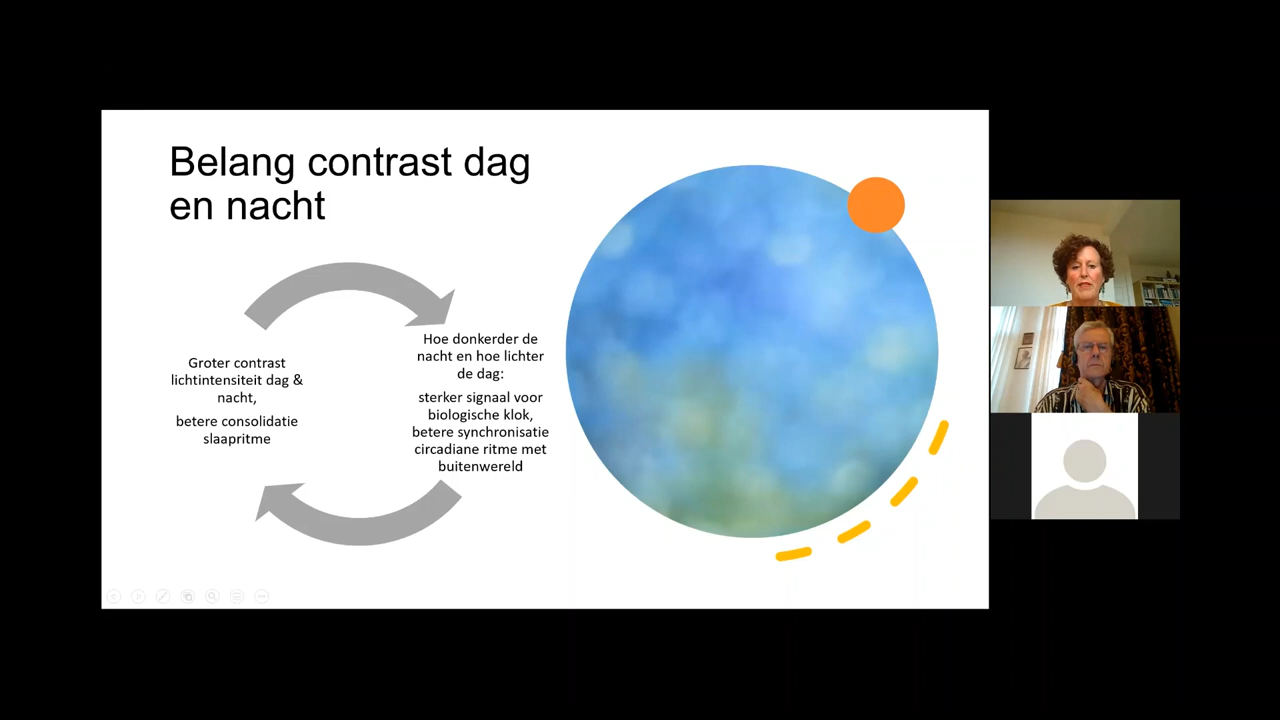 Belang contrast dag
en nacht
Groter contrast
lichtintensiteit dag &
nacht,
betere consolidatie
slaapritme
Hoe donkerder de
nacht en hoe lichter
de dag:
sterker signaal voor
biologische klok,
betere synchronisatie
circadiane ritme met
buitenwereld